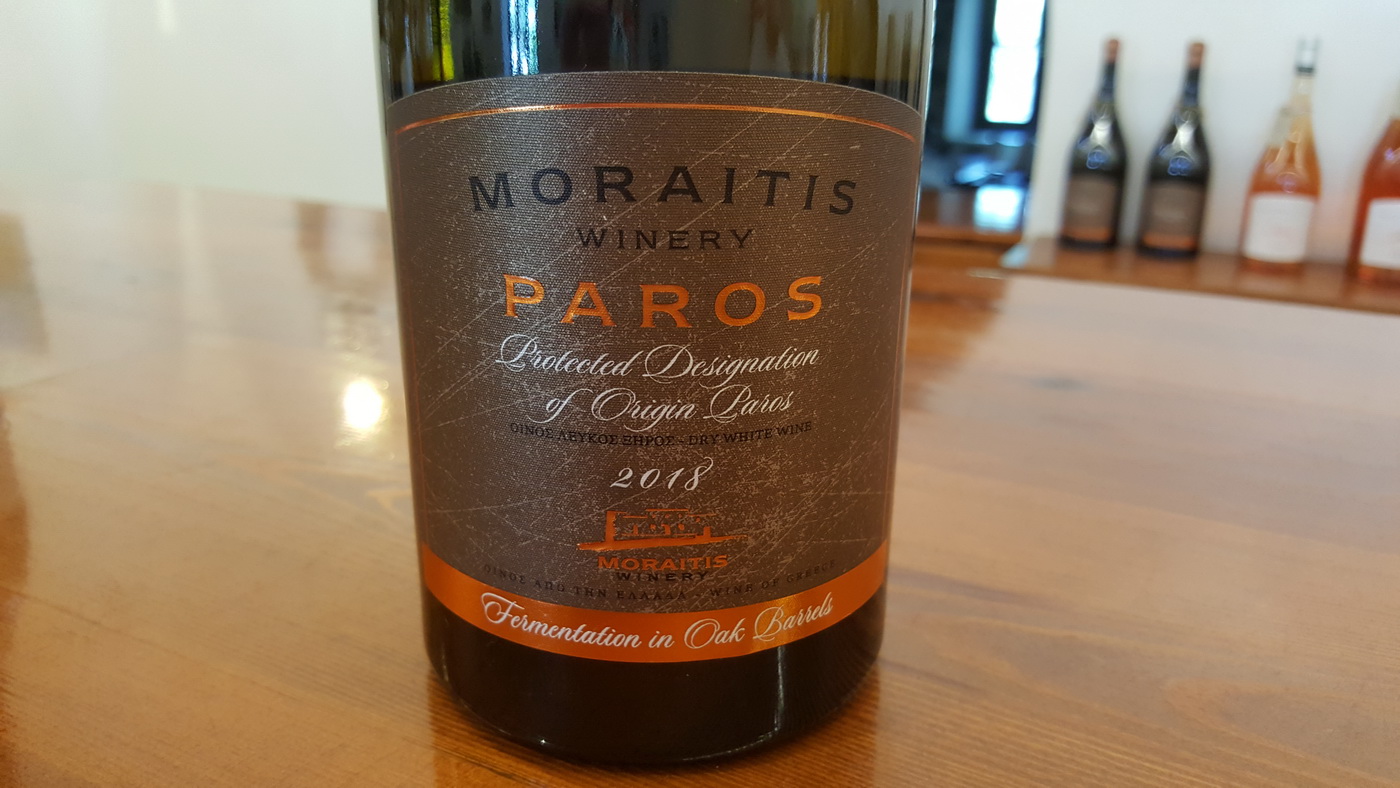 MORAITIS
WINERY
PAROS
Protected Designation
of Origin Paros
ΟΙΝΟΣ ΛΕΥΚΟΣ ΞΗΡΟΣ - DRY WHITE WINE
2018
MORAITIS
WINERY
ΟΙΝΟΣ ΑΠΟ ΤΗΝ ΕΛΛΑΔΑ - WINE OF GREECE
Fermentation in Oak Barrels